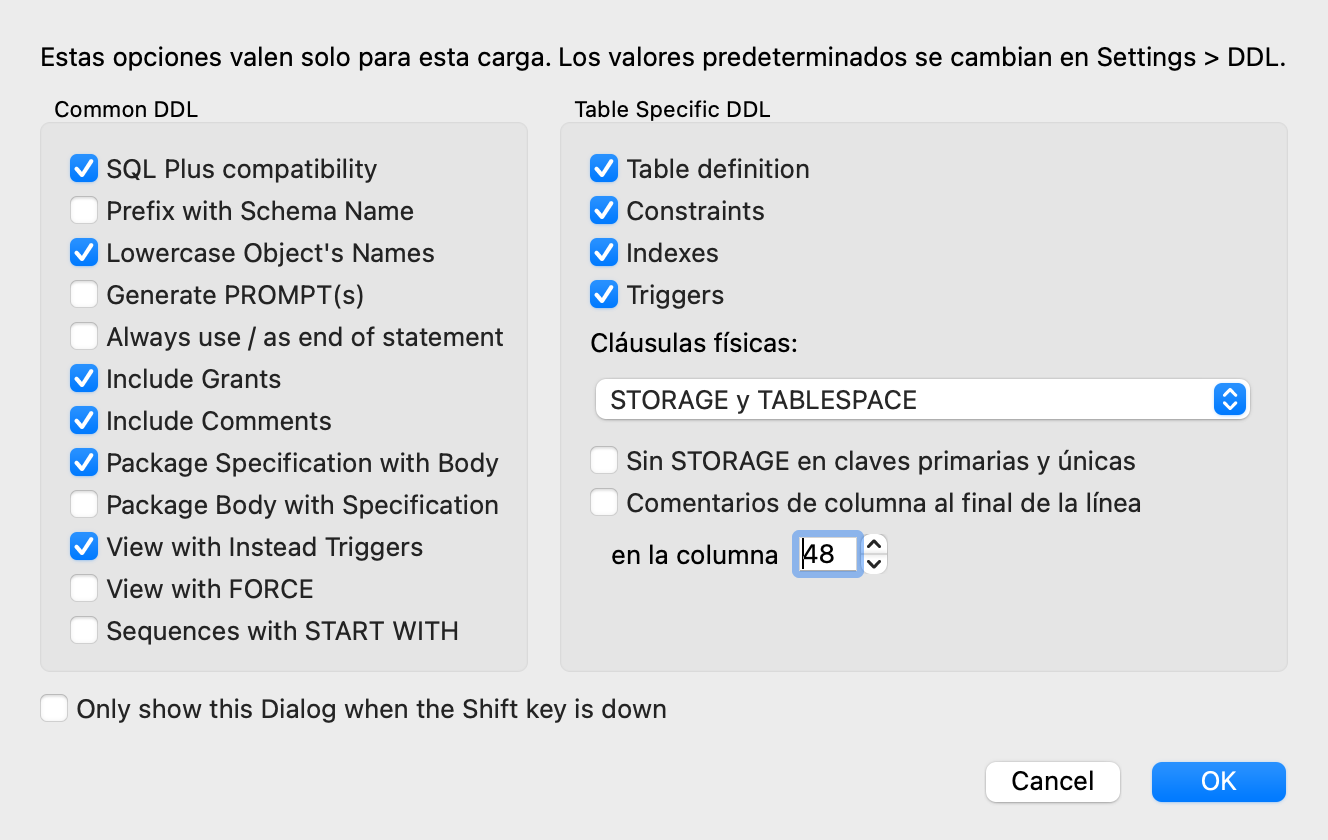 Estas opciones valen solo para esta carga. Los valores predeterminados se cambian en Settings > DDL.
Common DDL
SQL Plus compatibility
Prefix with Schema Name
Lowercase Object's Names
Generate PROMPT(s)
Always use / as end of statement
Include Grants
Include Comments
Package Specification with Body
Package Body with Specification
View with Instead Triggers
View with FORCE
Sequences with START WITH
Table Specific DDL
Table definition
Constraints
Indexes
Triggers
Cláusulas físicas:
STORAGE y TABLESPACE
Sin STORAGE en claves primarias y únicas
Comentarios de columna al final de la línea
en la columna 48
Only show this Dialog when the Shift key is down
Cancel
OK